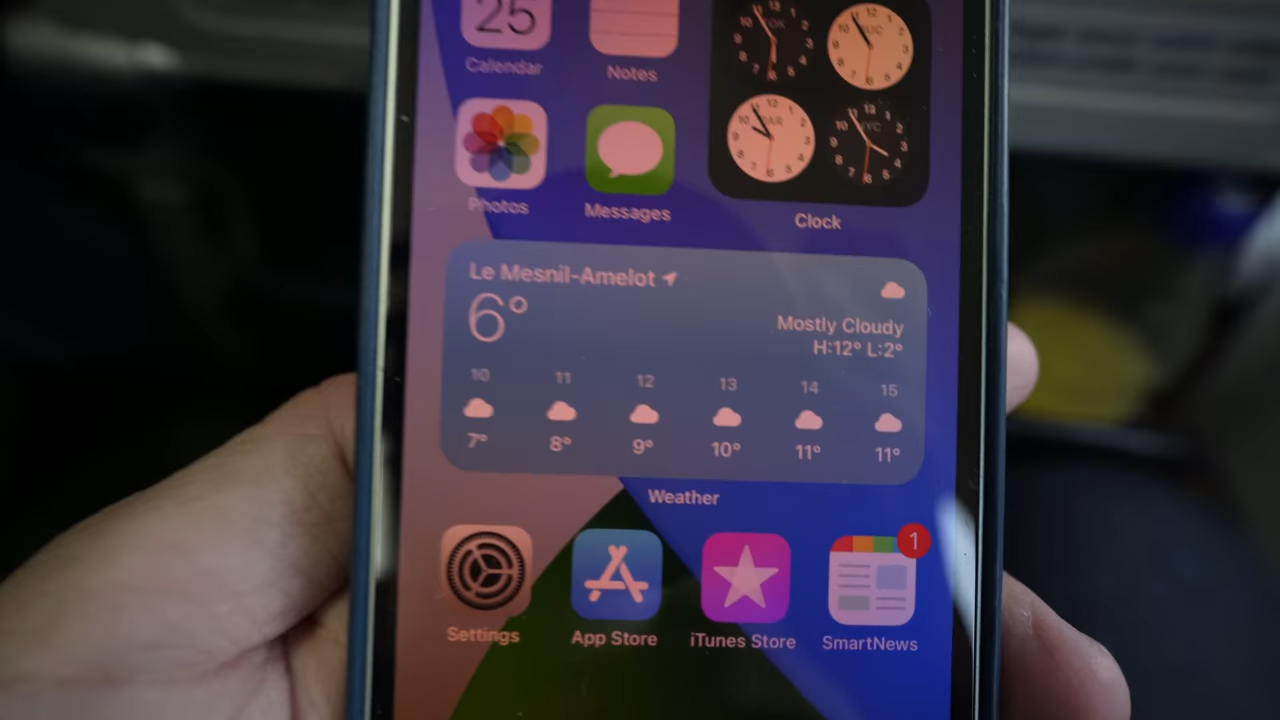 25
Calendar
Notes
Photos
Messages
Clock
Le Mesnil-Amelot
6°
Mostly Cloudy
H:12° L:2°
10 11 12 13 14 15
7° 8° 9° 10° 11° 11°
Weather
1
Settings App Store iTunes Store SmartNews